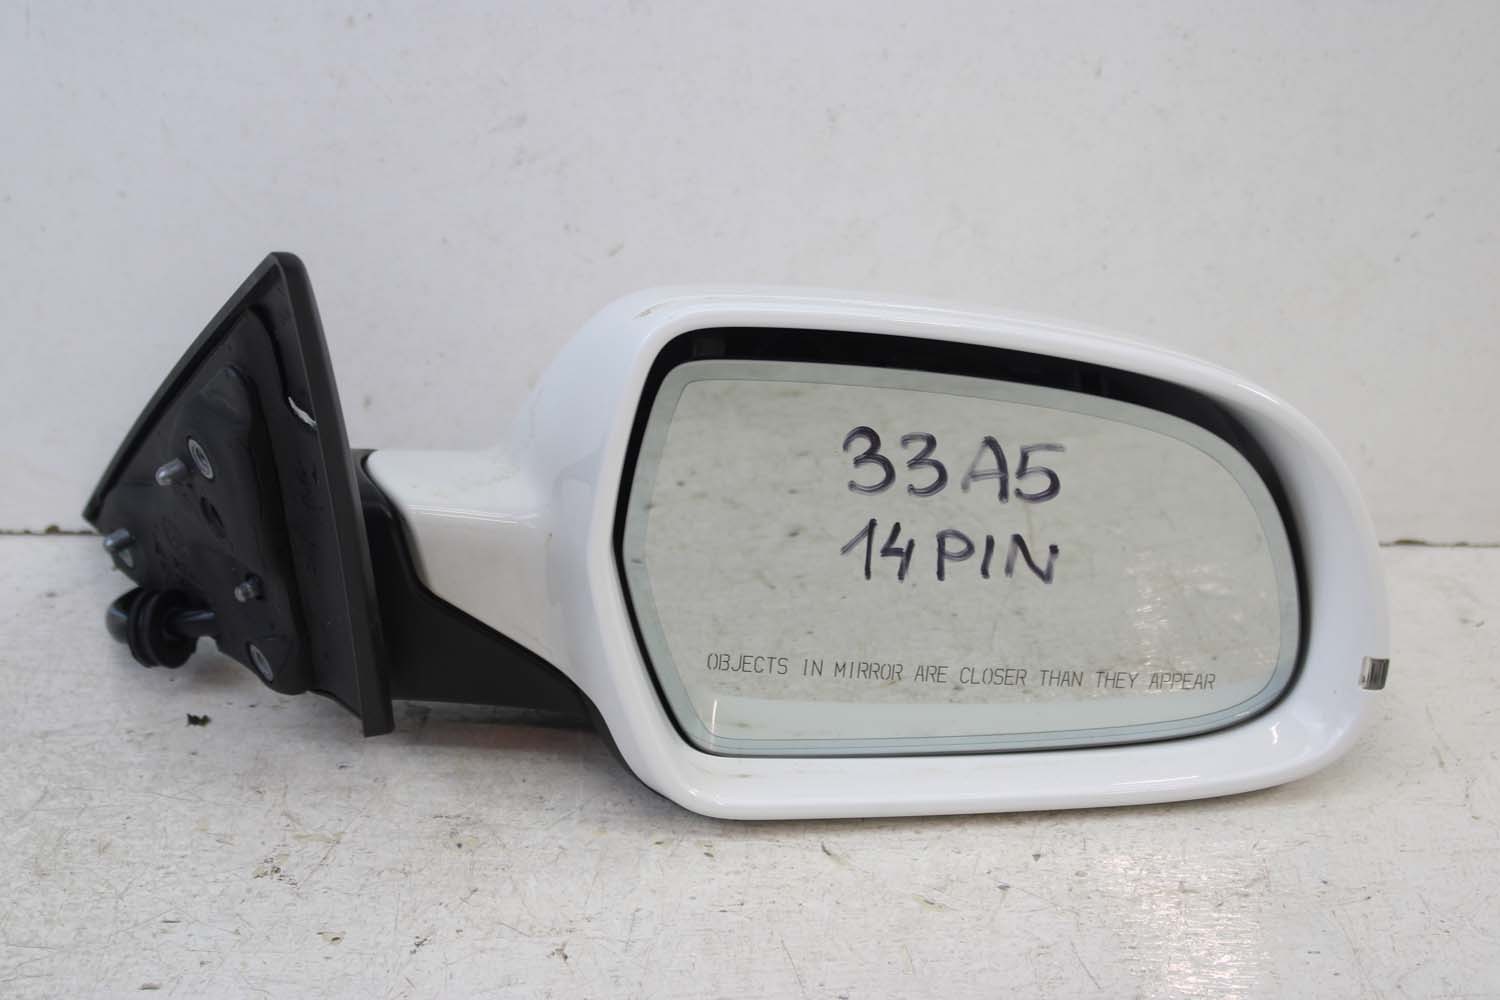 33A5
14PIN
OBJECTS IN MIRROR ARE CLOSER THAN THEY APPEAR